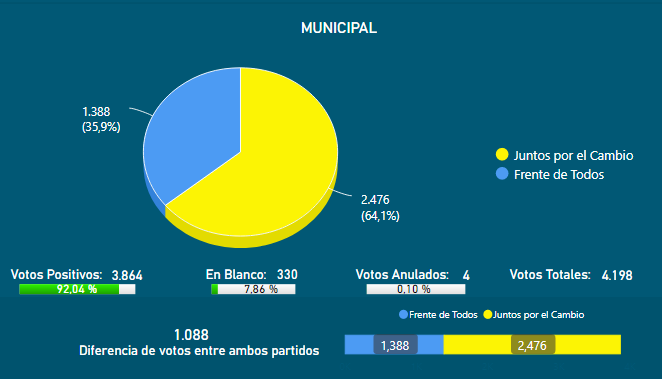 MUNICIPAL
1.388
(35,9%)
Juntos por el Cambio
Frente de Todos
2.476
(64,1%)
Votos Positivos: 3.864
92,04 %
En Blanco: 330
7,86 %
Votos Anulados: 4
0,10 %
Votos Totales: 4.198
Frente de Todos Juntos por el Cambio
1.088
Diferencia de votos entre ambos partidos
1,388 2,476